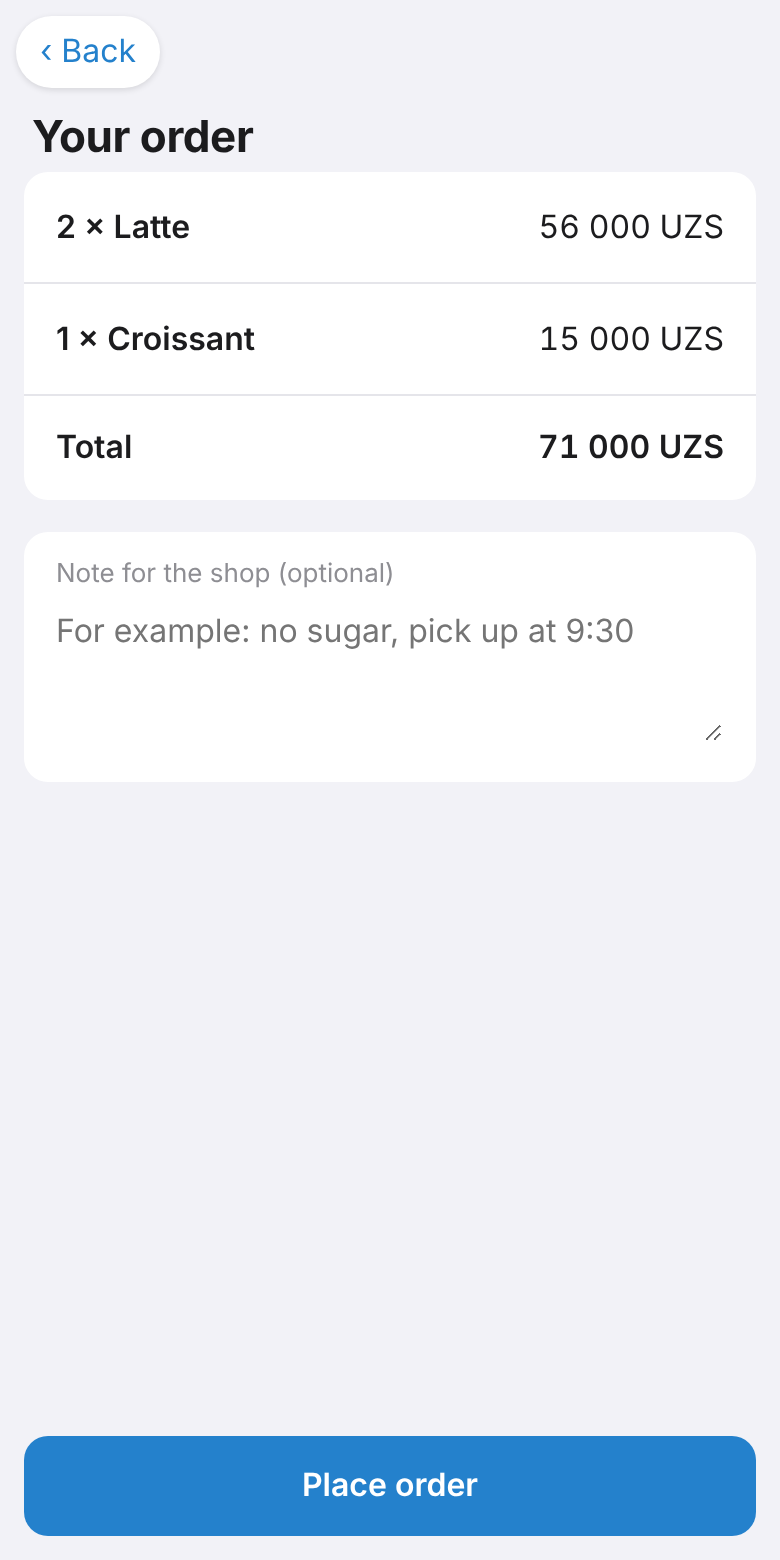 ‹ Back
Your order
2 × Latte 56 000 UZS
1 × Croissant 15 000 UZS
Total 71 000 UZS
Note for the shop (optional)
For example: no sugar, pick up at 9:30
Place order